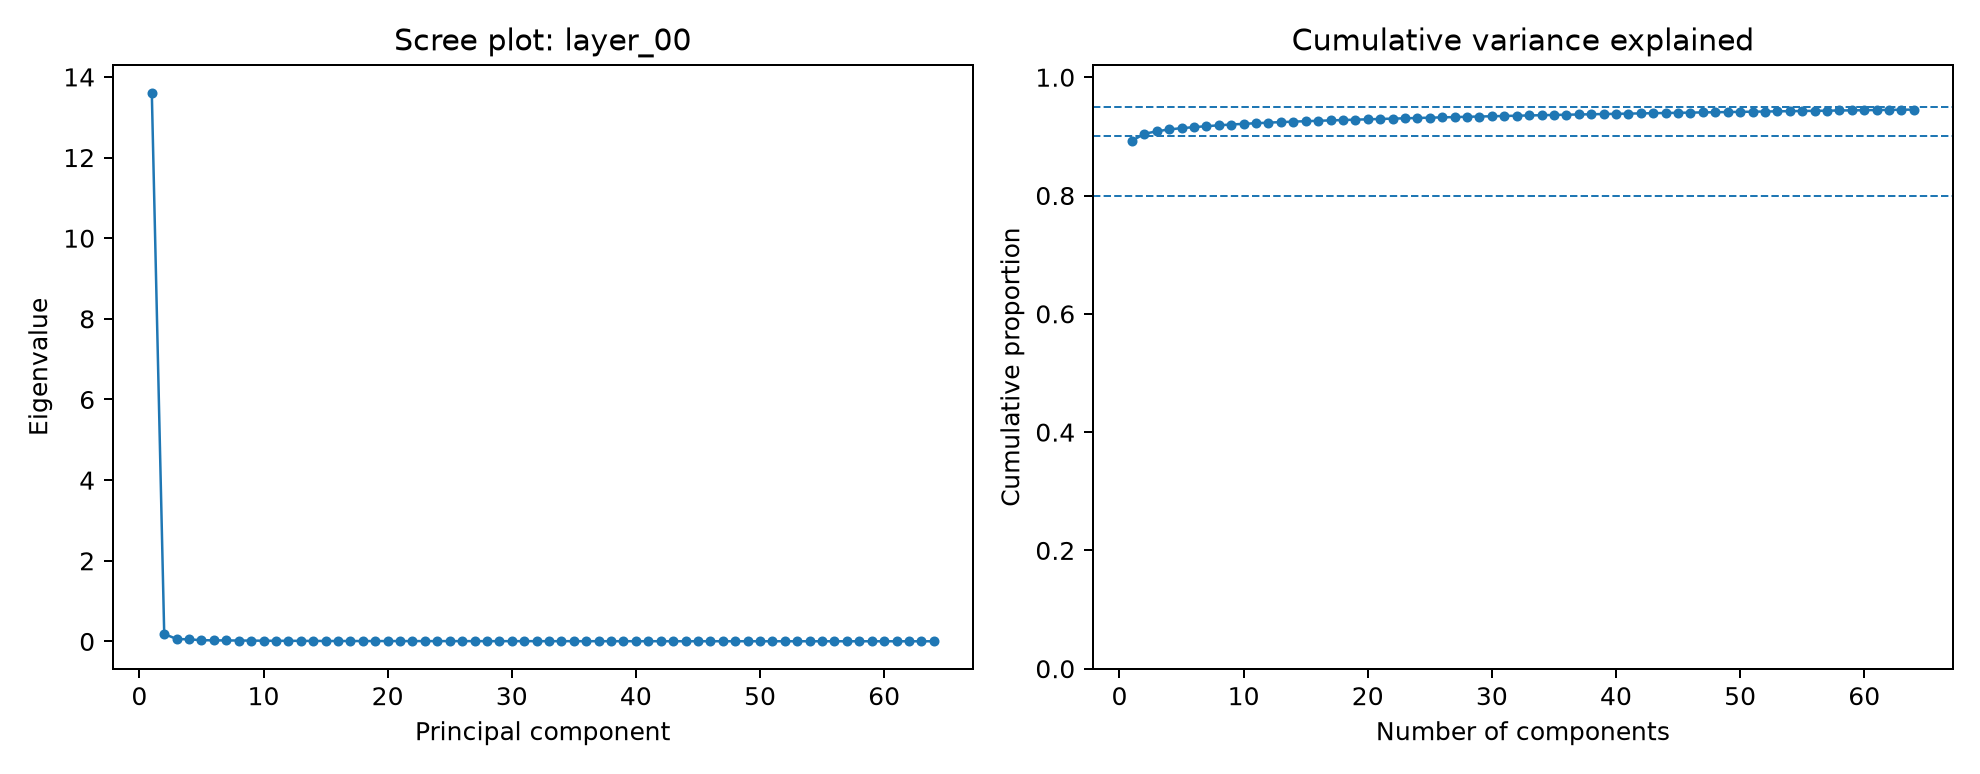 Scree plot: layer_00
14
12
10
8
6
4
2
0
Eigenvalue
0 10 20 30 40 50 60
Principal component
Cumulative variance explained
1.0
0.8
0.6
0.4
0.2
0.0
Cumulative proportion
0 10 20 30 40 50 60
Number of components